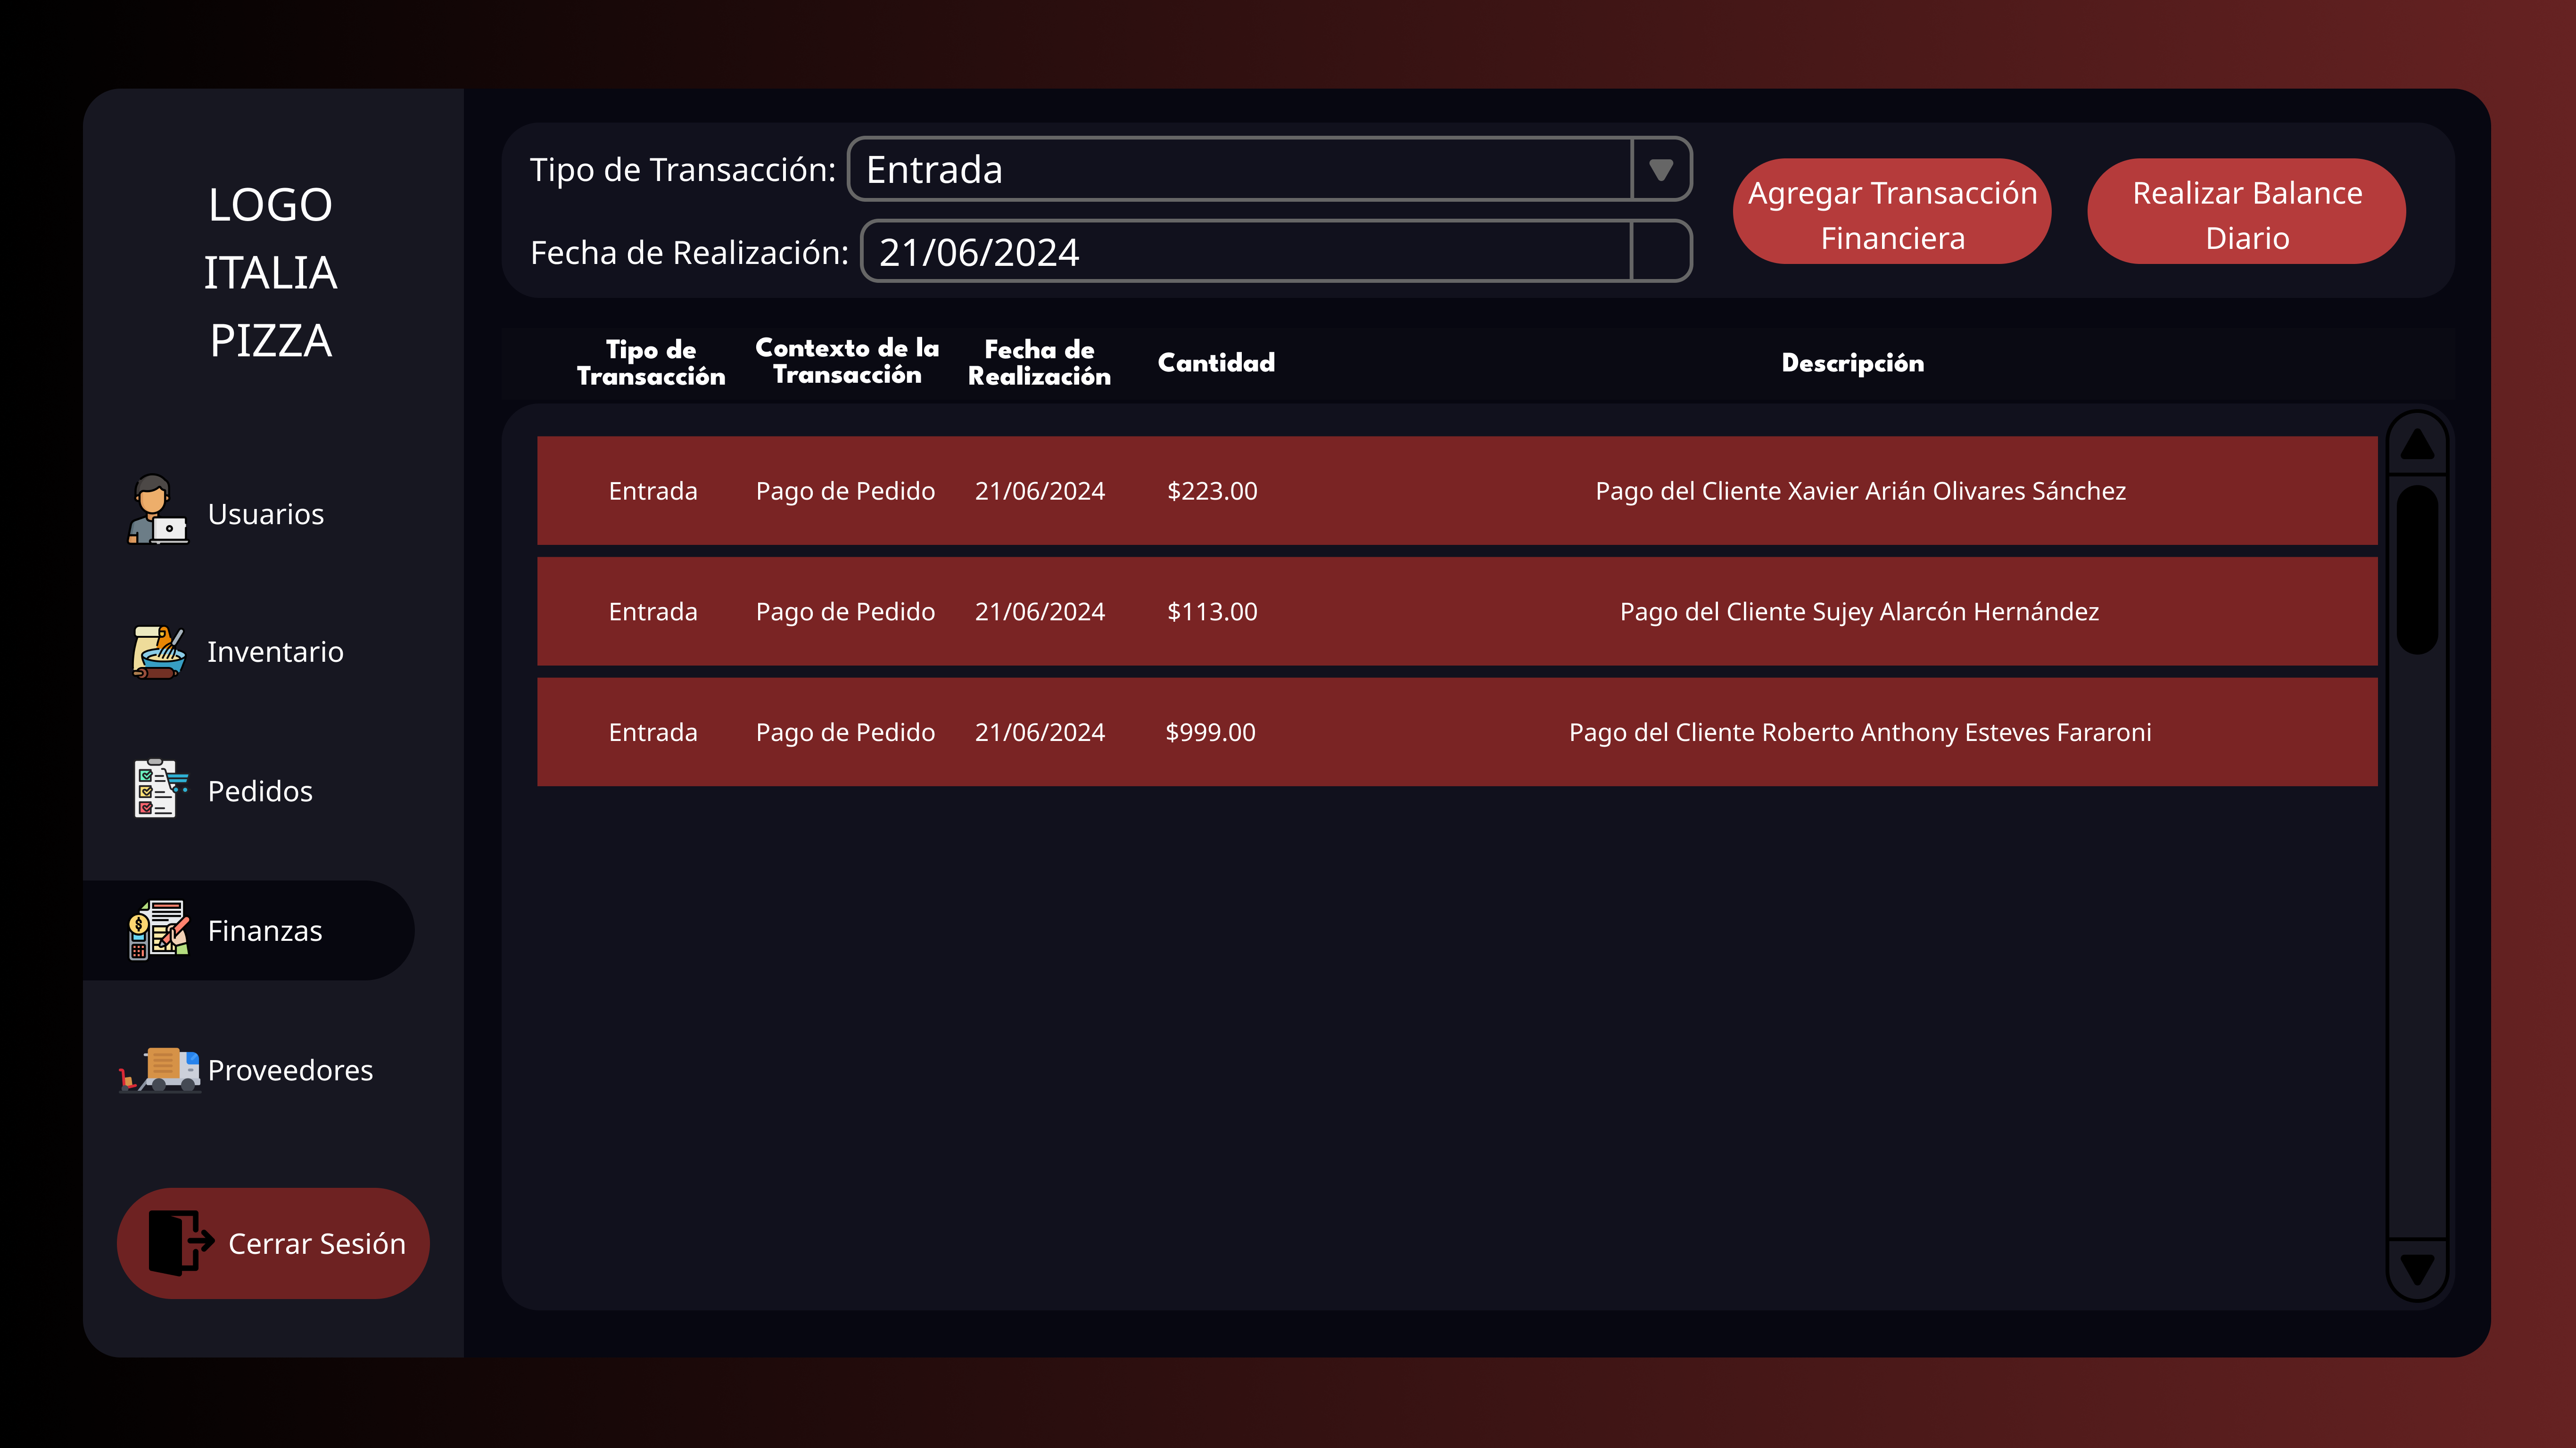 LOGO
ITALIA
PIZZA
Usuarios
Inventario
Pedidos
Finanzas
Proveedores
Cerrar Sesión
Tipo de Transacción: Entrada
Fecha de Realización: 21/06/2024
Agregar Transacción
Financiera
Realizar Balance
Diario
Tipo de
Transacción
Contexto de la
Transacción
Fecha de
Realización
Cantidad
Descripción
Entrada Pago de Pedido 21/06/2024 $223.00 Pago del Cliente Xavier Arián Olivares Sánchez
Entrada Pago de Pedido 21/06/2024 $113.00 Pago del Cliente Sujey Alarcón Hernández
Entrada Pago de Pedido 21/06/2024 $999.00 Pago del Cliente Roberto Anthony Esteves Fararoni